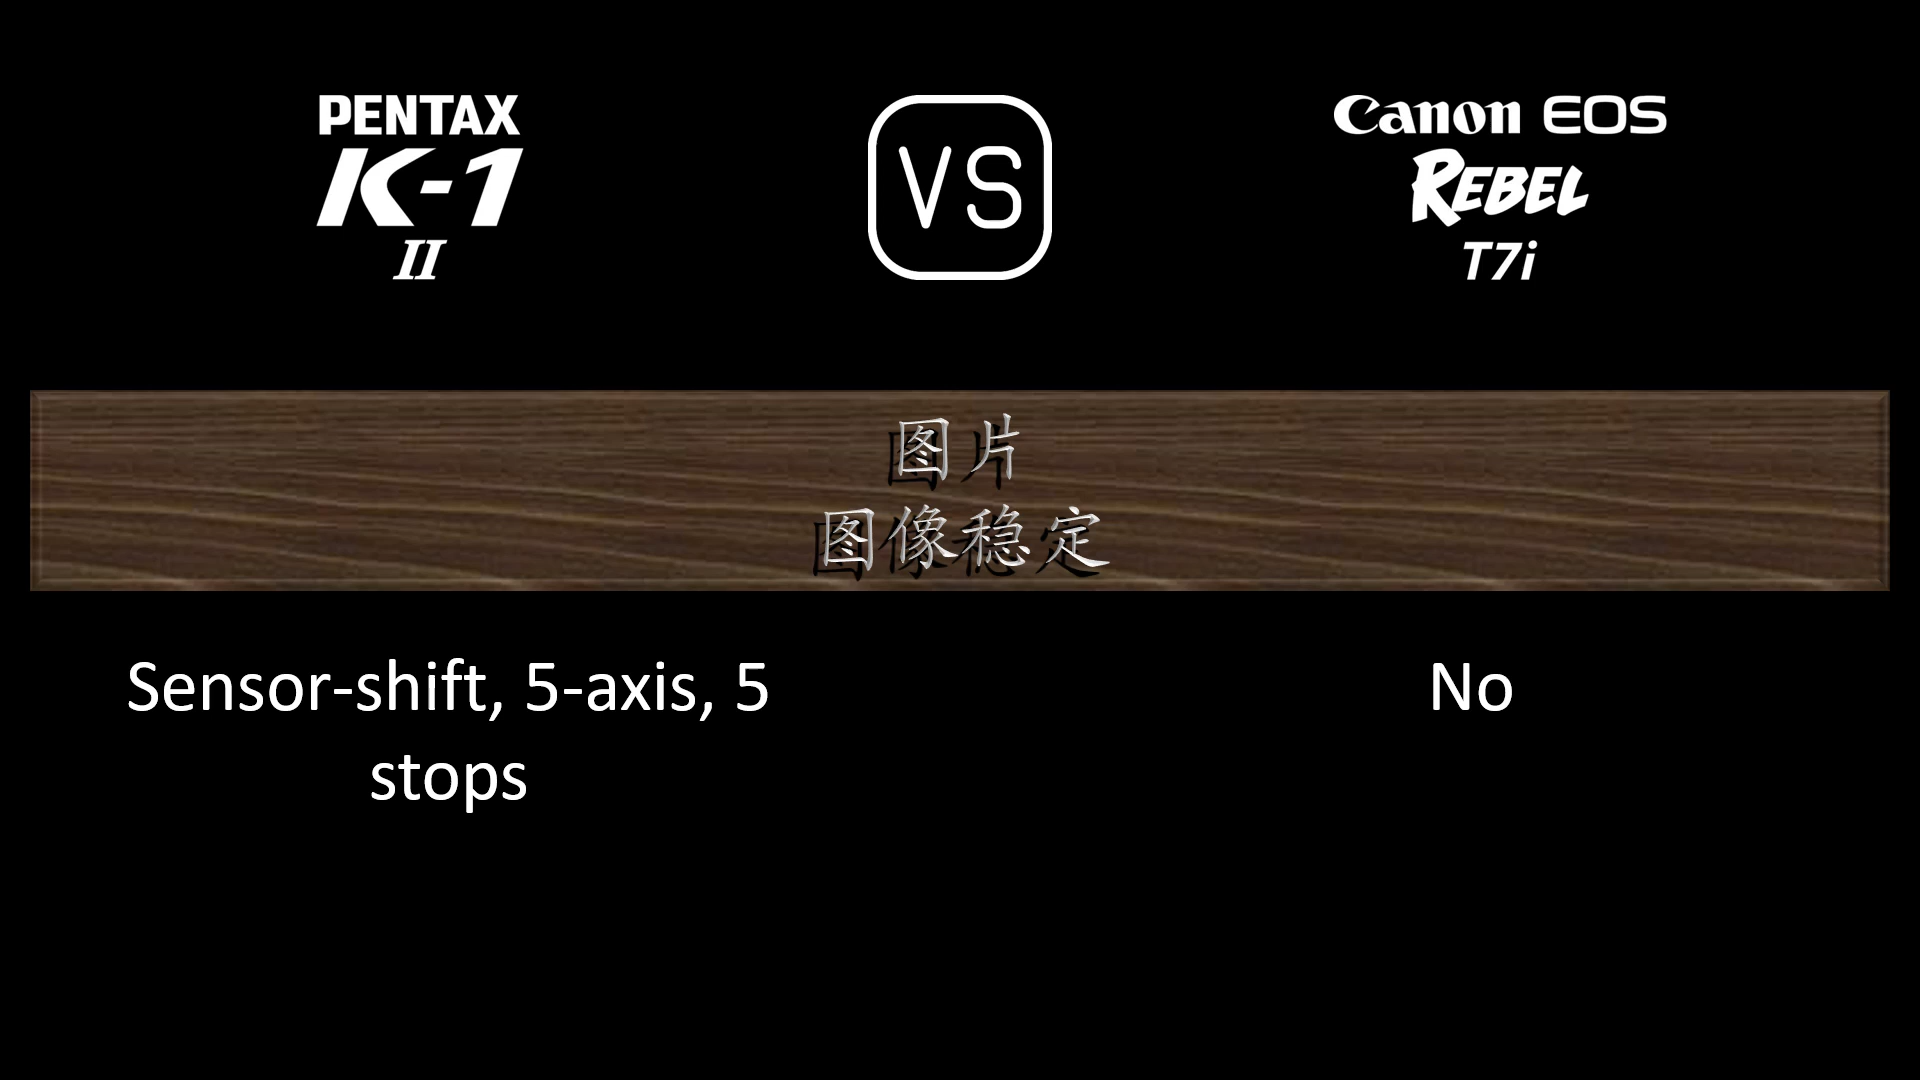 PENTAX
K-1
II
VS
Canon EOS
REBEL
T7i
图片
图像稳定
Sensor-shift, 5-axis, 5
stops
No